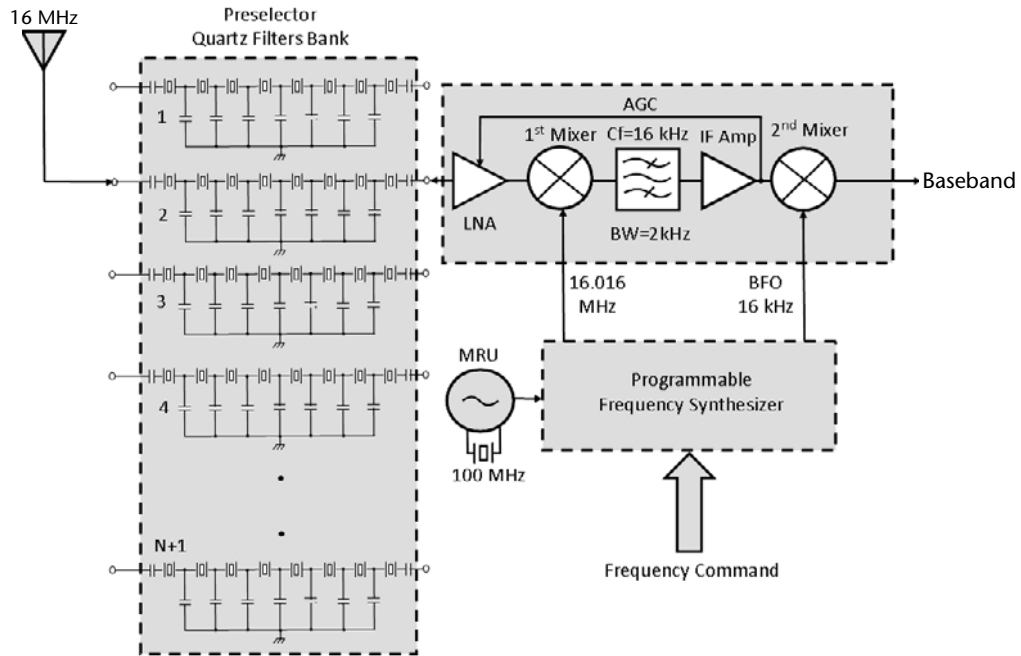 16 MHz
Preselector
Quartz Filters Bank
1
2
3
4
N+1
AGC
1st Mixer
Cf=16 kHz
IF Amp
2nd Mixer
LNA
BW=2kHz
Baseband
16.016
MHz
BFO
16 kHz
MRU
100 MHz
Programmable
Frequency Synthesizer
Frequency Command